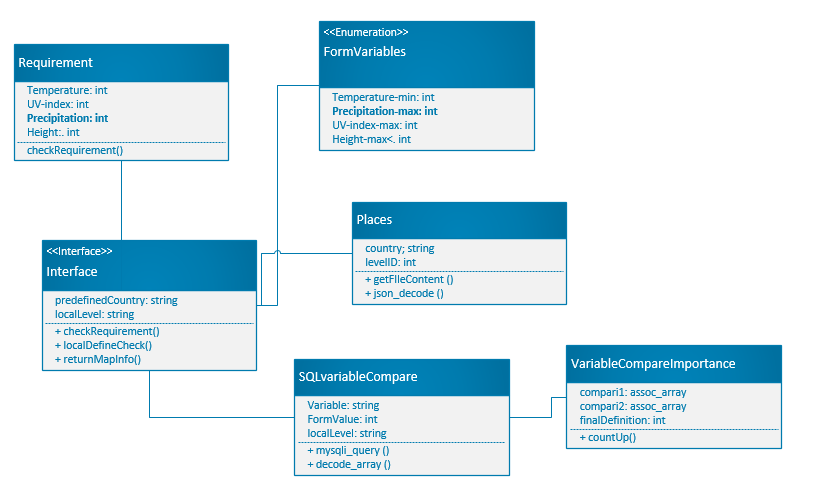 Requirement
Temperature: int
UV-index: int
Precipitation: int
Height:. int
checkRequirement()
<<Enumeration>>
FormVariables
Temperature-min: int
Precipitation-max: int
UV-index-max: int
Height-max<. int
Places
country; string
levelID: int
+ getFIleContent ()
+ json_decode ()
<<Interface>>
Interface
predefinedCountry: string
localLevel: string
+ checkRequirement()
+ localDefineCheck()
+ returnMapInfo()
SQLvariableCompare
Variable: string
FormValue: int
localLevel: string
+ mysqli_query ()
+ decode_array ()
VariableCompareImportance
compari1: assoc_array
compari2: assoc_array
finalDefinition: int
+ countUp()